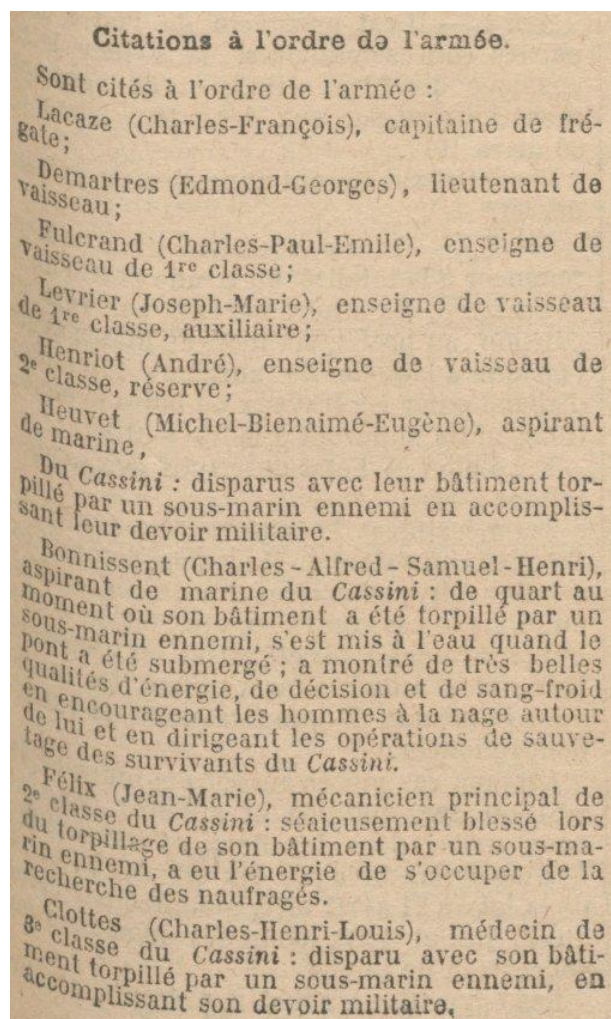 Citations à l'ordre de l'armée.
Sont cités à l'ordre de l'armée :
Lacaze (Charles-François), capitaine de fré-
gate;
Demartres (Edmond-Georges), lieutenant de
vaisseau;
Fulcrand (Charles-Paul-Emile), enseigne de
vaisseau de 1re classe;
Levrier (Joseph-Marie), enseigne de vaisseau
de 1re classe, auxiliaire;
Henriot (André), enseigne de vaisseau de
2e classe, réserve;
Heuvet (Michel-Bienaimé-Eugène), aspirant
de marine,
Du Cassini : disparus avec leur bâtiment tor-
pillé par un sous-marin ennemi en accomplis-
sant leur devoir militaire.
Bonnissent (Charles-Alfred-Samuel-Henri),
aspirant de marine du Cassini : de quart au
moment où son bâtiment a été torpillé par un
sous-marin ennemi, s'est mis à l'eau quand le
pont a été submergé; a montré de très belles
qualités d'énergie, de décision et de sang-froid
en encourageant les hommes à la nage autour
de lui et en dirigeant les opérations de sauve-
tage des survivants du Cassini.
Félix (Jean-Marie), mécanicien principal de
2e classe du Cassini : séaieusement blessé lors
du torpillage de son bâtiment par un sous-ma-
rin ennemi, a eu l'énergie de s'occuper de la
recherche des naufragés.
Clottes (Charles-Henri-Louis), médecin de
3e classe du Cassini : disparu avec son bâti-
ment torpillé par un sous-marin ennemi, en
accomplissant son devoir militaire.